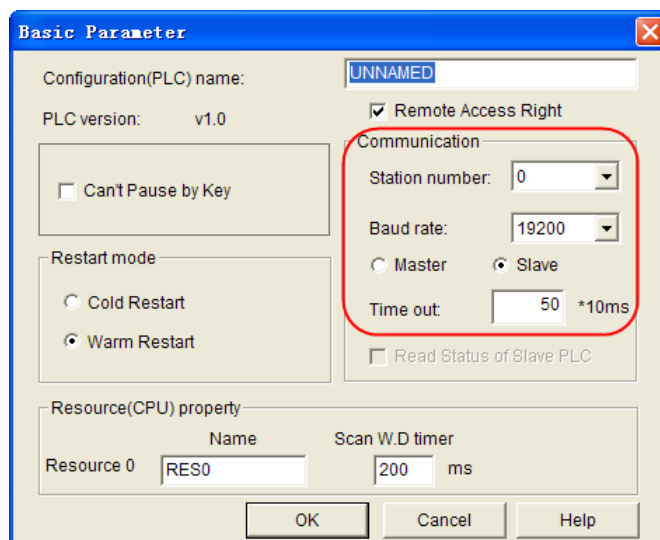 Basic Parameter
Configuration(PLC) name:
UNNAMED
PLC version: v1.0
Remote Access Right
Can't Pause by Key
Communication
Station number: 0
Baud rate: 19200
Master Slave
Time out: 50 *10ms
Read Status of Slave PLC
Restart mode
Cold Restart
Warm Restart
Resource(CPU) property
Name Scan W.D timer
Resource 0 RES0 200 ms
OK Cancel Help